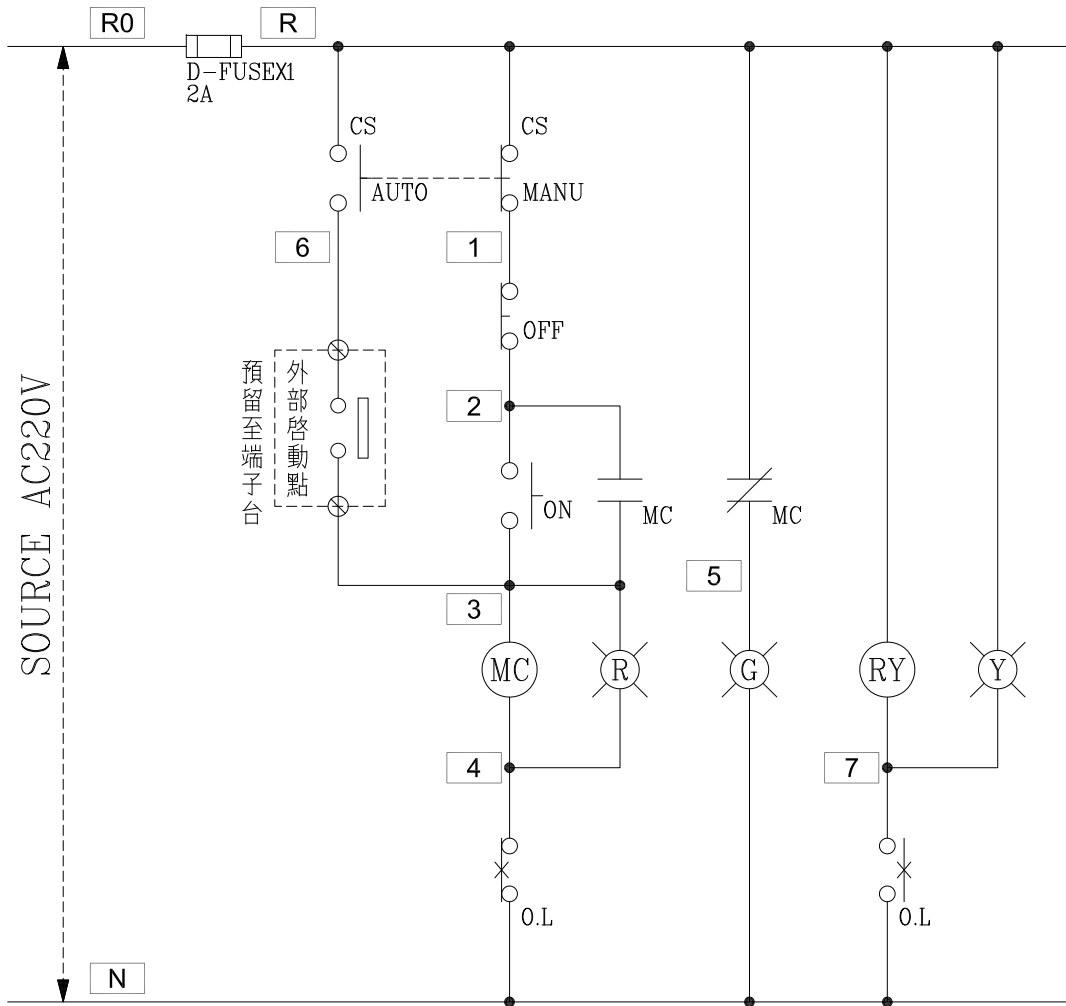 R0
R
D-FUSEX1
2A
CS
CS
AUTO
MANU
6
1
OFF
預留至端子台
外部啓動點
2
ON
MC
MC
5
3
MC
R
G
RY
Y
4
7
O.L
O.L
N
SOURCE AC220V